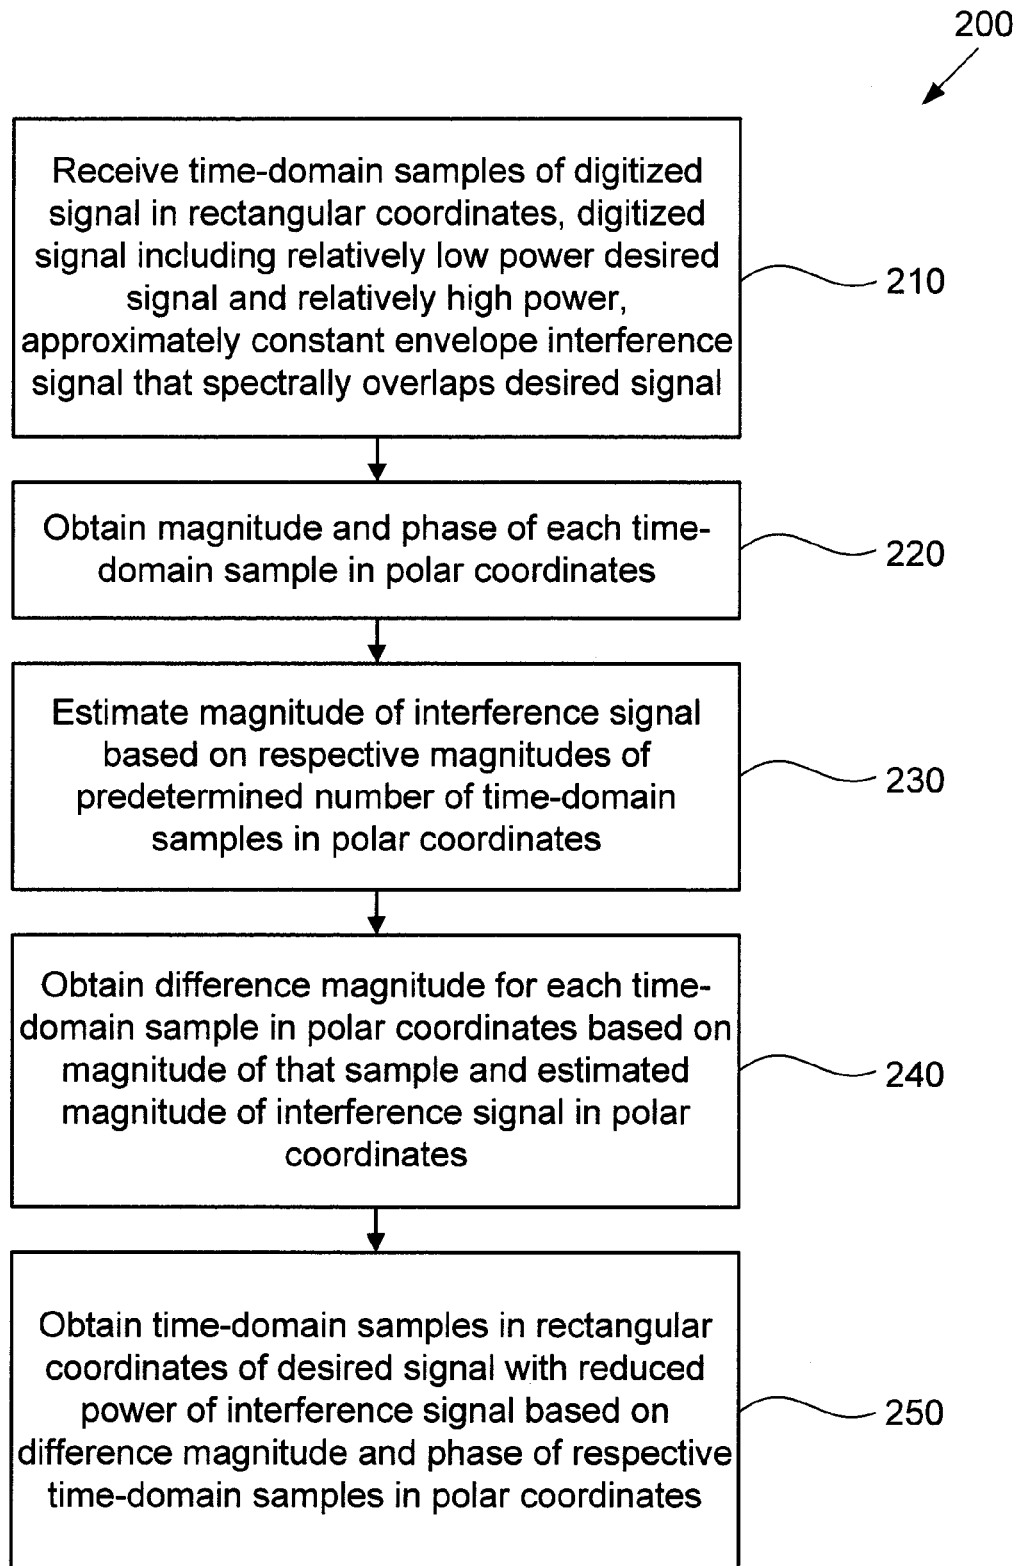 200
Receive time-domain samples of digitized
signal in rectangular coordinates, digitized
signal including relatively low power desired
signal and relatively high power,
approximately constant envelope interference
signal that spectrally overlaps desired signal
210
Obtain magnitude and phase of each time-
domain sample in polar coordinates
220
Estimate magnitude of interference signal
based on respective magnitudes of
predetermined number of time-domain
samples in polar coordinates
230
Obtain difference magnitude for each time-
domain sample in polar coordinates based on
magnitude of that sample and estimated
magnitude of interference signal in polar
coordinates
240
Obtain time-domain samples in rectangular
coordinates of desired signal with reduced
power of interference signal based on
difference magnitude and phase of respective
time-domain samples in polar coordinates
250